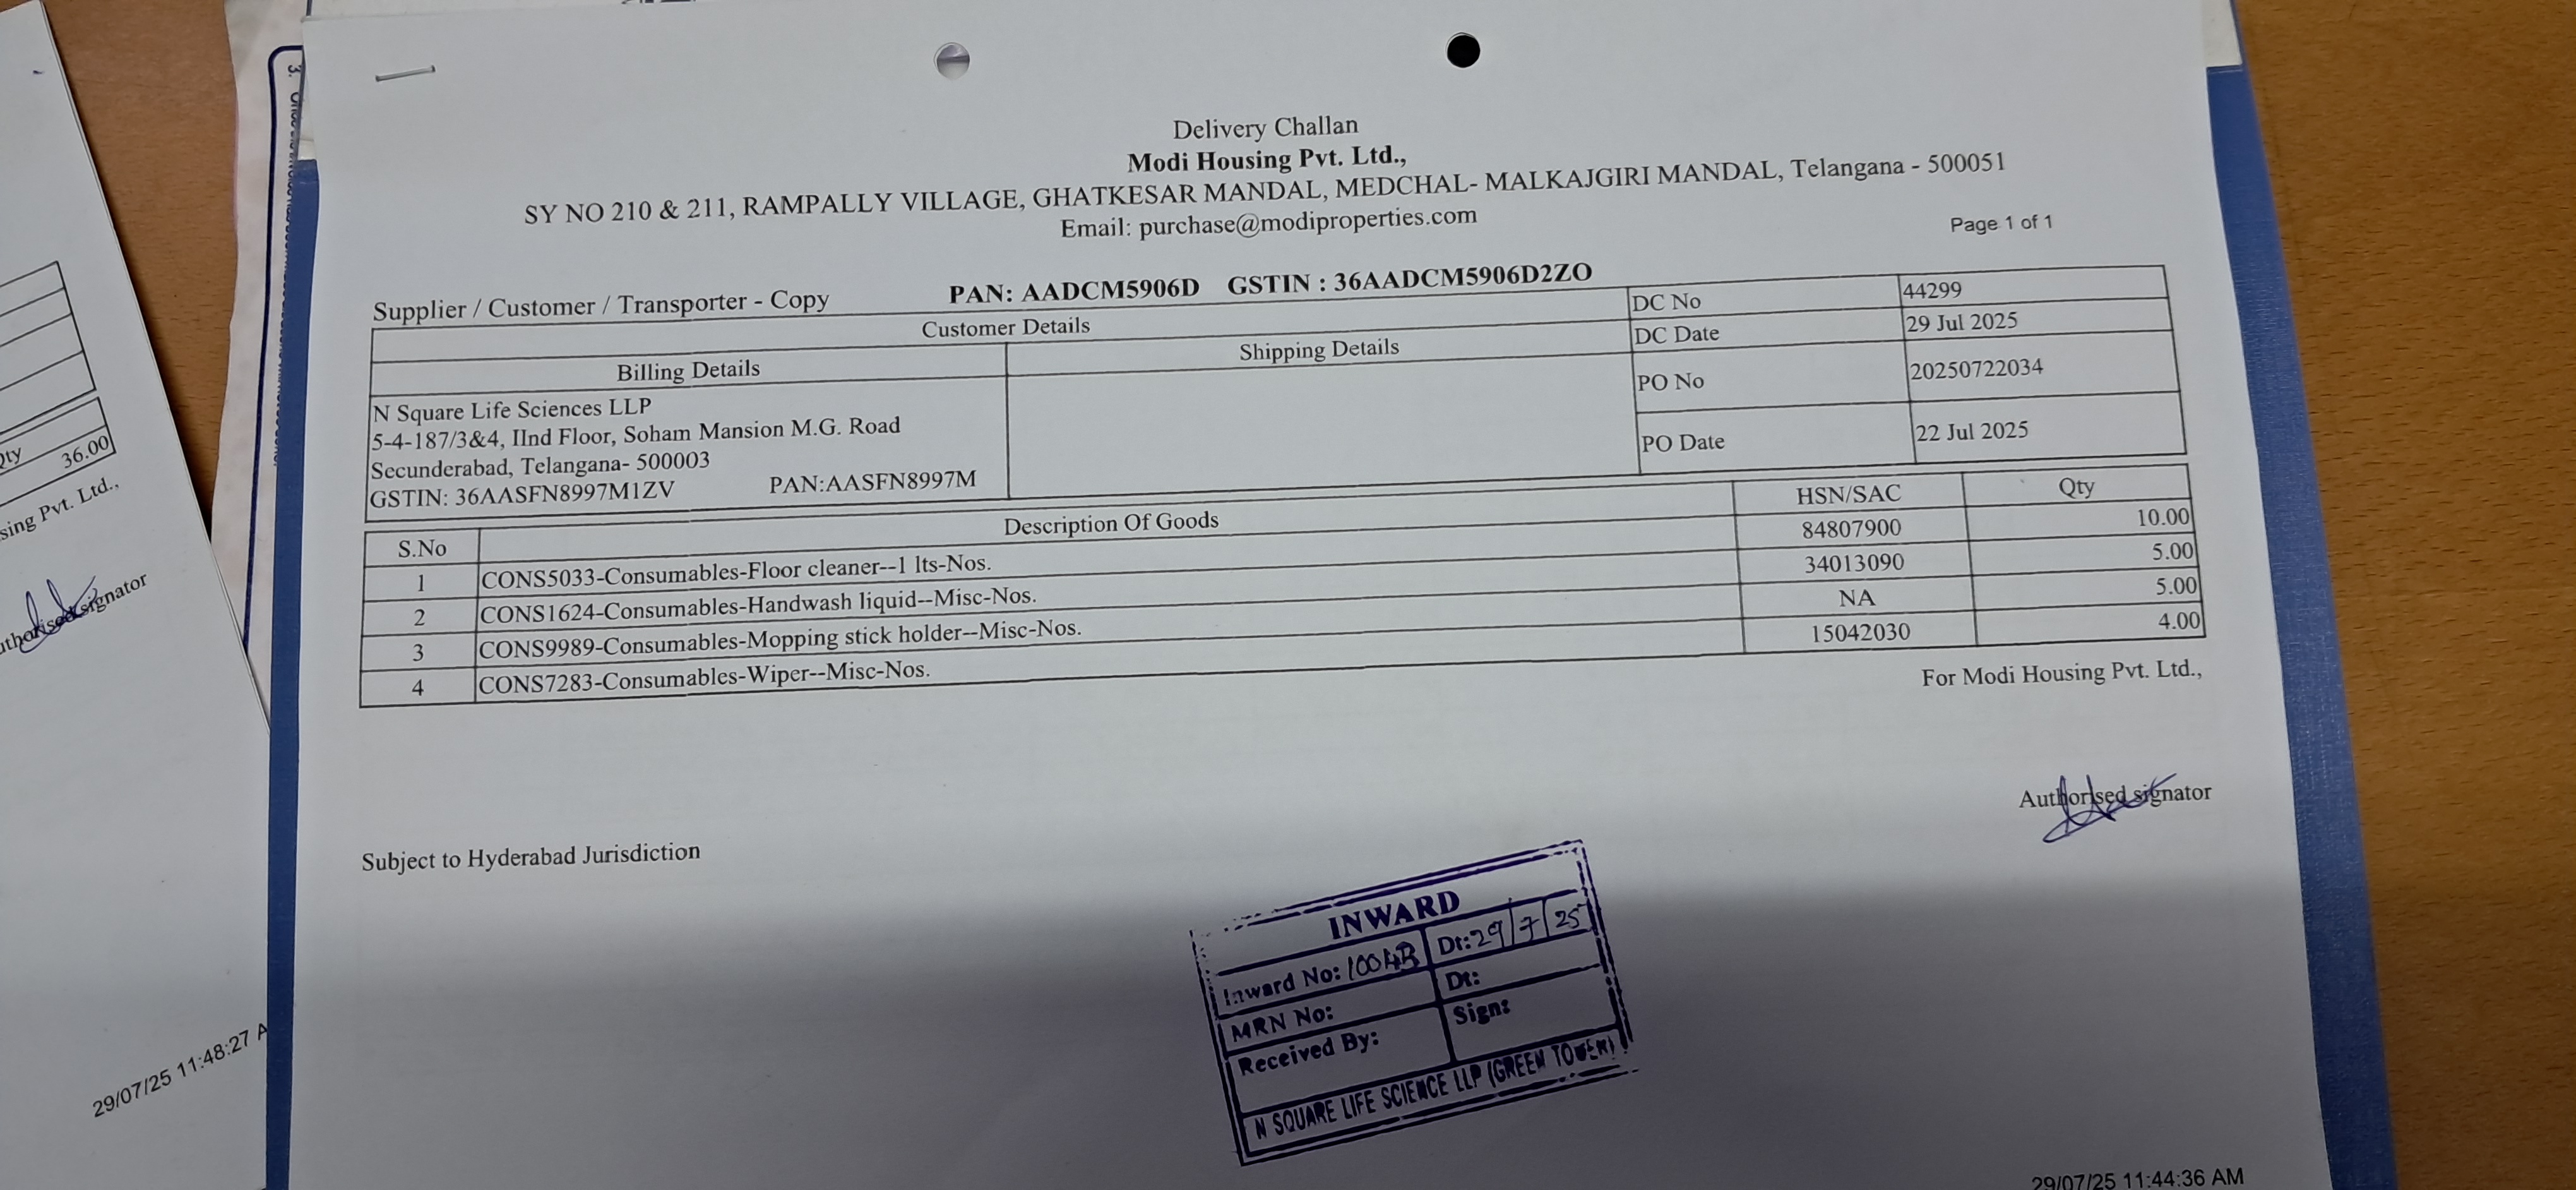 Delivery Challan
Modi Housing Pvt. Ltd.,
SY NO 210 & 211, RAMPALLY VILLAGE, GHATKESAR MANDAL, MEDCHAL- MALKAJGIRI MANDAL, Telangana - 500051
Email: purchase@modiproperties.com
Page 1 of 1
Supplier / Customer / Transporter - Copy PAN: AADCM5906D GSTIN : 36AADCM5906D2ZO
Customer Details
Billing Details Shipping Details
DC No 44299
DC Date 29 Jul 2025
PO No 20250722034
PO Date 22 Jul 2025
N Square Life Sciences LLP
5-4-187/3&4, IInd Floor, Soham Mansion M.G. Road
Secunderabad, Telangana- 500003
GSTIN: 36AASFN8997M1ZV PAN:AASFN8997M
S.No Description Of Goods HSN/SAC Qty
1 CONS5033-Consumables-Floor cleaner--1 lts-Nos. 84807900 10.00
2 CONS1624-Consumables-Handwash liquid--Misc-Nos. 34013090 5.00
3 CONS9989-Consumables-Mopping stick holder--Misc-Nos. NA 5.00
4 CONS7283-Consumables-Wiper--Misc-Nos. 15042030 4.00
For Modi Housing Pvt. Ltd.,
Authorised signator
Subject to Hyderabad Jurisdiction
INWARD
Inward No: Dt:29/7/25
MRN No: Dt:
Received By: Sign:
N SQUARE LIFE SCIENCE LLP (GREEN TOWER)
29/07/25 11:44:36 AM
Qty
36.00
sing Pvt. Ltd.,
uthorised signator
29/07/25 11:48:27 A